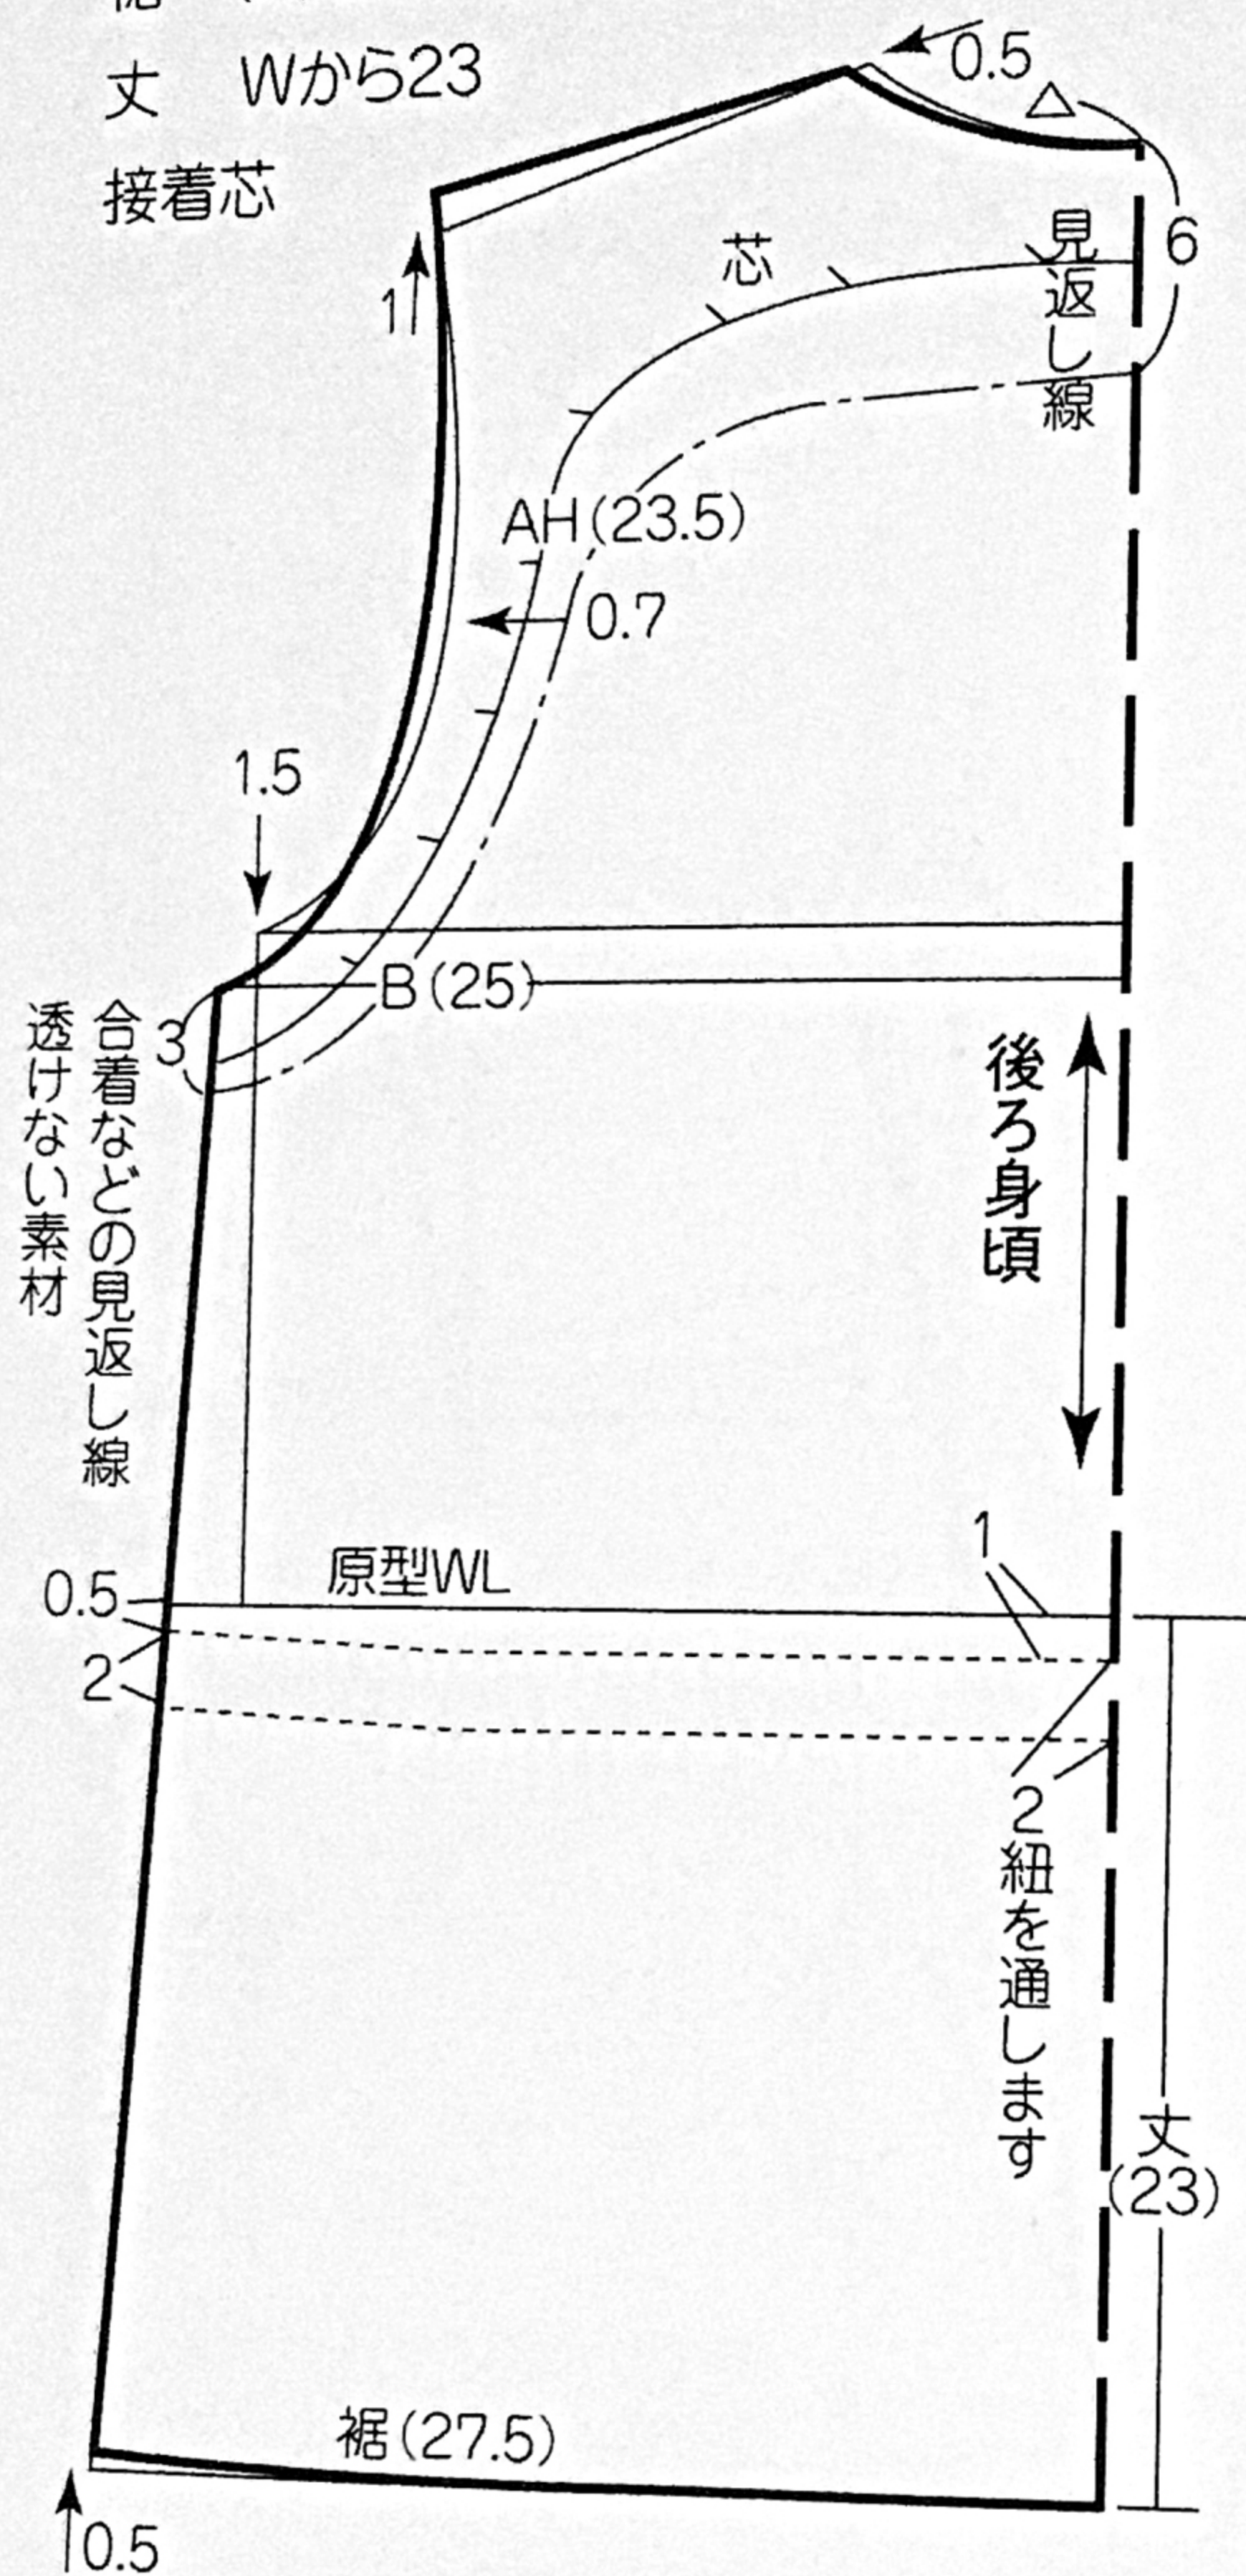 丈 Wから23
接着芯
0.5
△
6
1
芯
見返し線
AH(23.5)
0.7
1.5
B(25)
3
合着などの見返し線
透けない素材
後ろ身頃
1
原型WL
0.5
2
2
紐を通します
丈
(23)
裾(27.5)
0.5